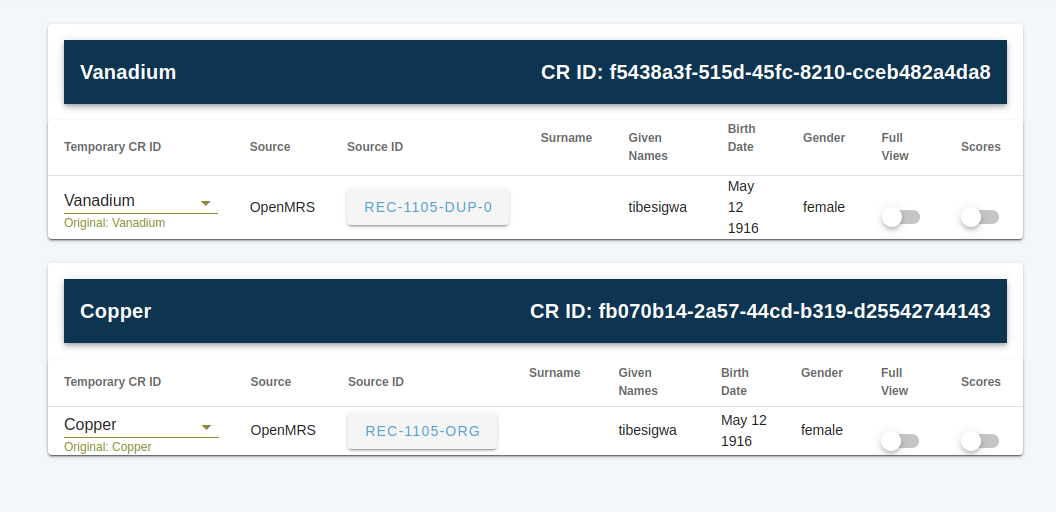 Vanadium CR ID: f5438a3f-515d-45fc-8210-cceb482a4da8
Temporary CR ID Source Source ID Surname Given Names Birth Date Gender Full View Scores
Vanadium OpenMRS REC-1105-DUP-0 tibesigwa May 12 1916 female
Original: Vanadium
Copper CR ID: fb070b14-2a57-44cd-b319-d25542744143
Temporary CR ID Source Source ID Surname Given Names Birth Date Gender Full View Scores
Copper OpenMRS REC-1105-ORG tibesigwa May 12 1916 female
Original: Copper